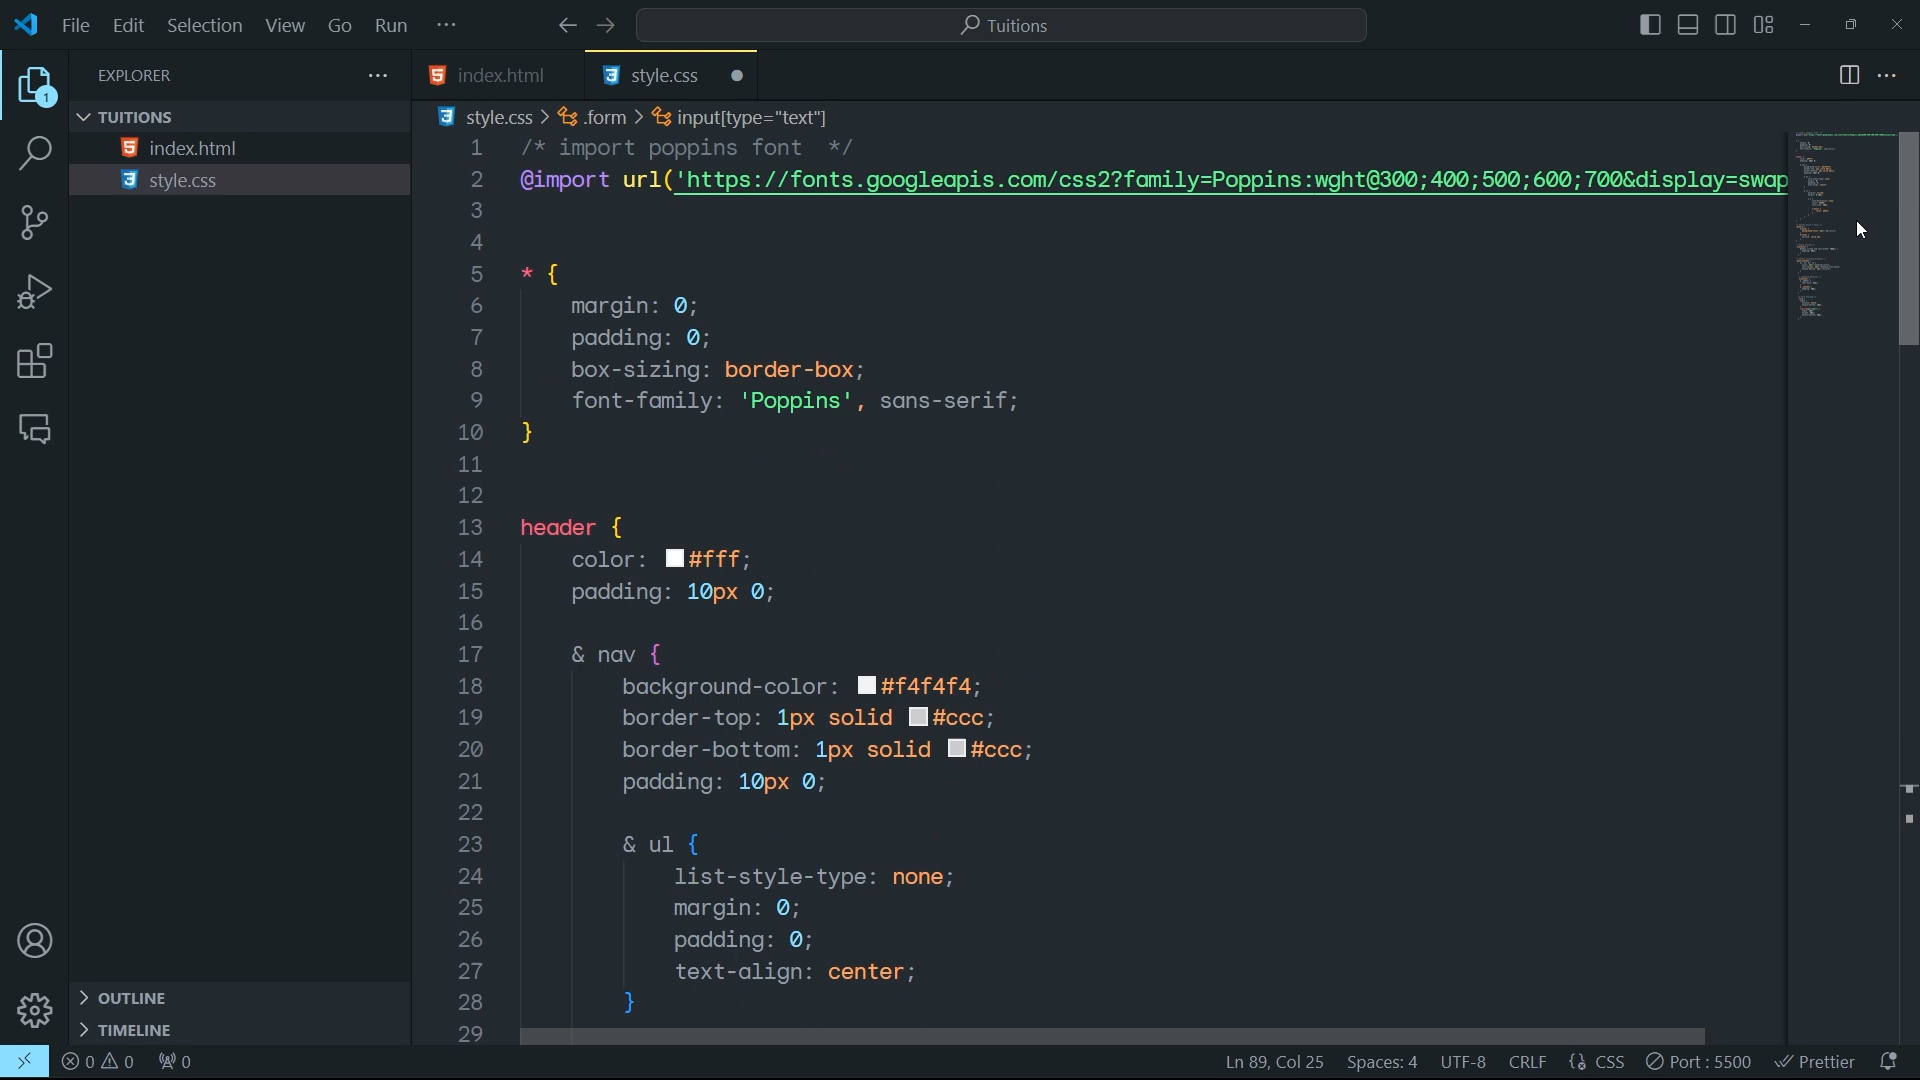 File Edit Selection View Go Run ···
Tuitions
EXPLORER ···
TUITIONS
index.html
style.css
OUTLINE
TIMELINE
1
index.html style.css
style.css > .form > input[type="text"]
1 /* import poppins font */
2 @import url('https://fonts.googleapis.com/css2?family=Poppins:wght@300;400;500;600;700&display=swap
3
4
5 * {
6 margin: 0;
7 padding: 0;
8 box-sizing: border-box;
9 font-family: 'Poppins', sans-serif;
10 }
11
12
13 header {
14 color: #fff;
15 padding: 10px 0;
16
17 & nav {
18 background-color: #f4f4f4;
19 border-top: 1px solid #ccc;
20 border-bottom: 1px solid #ccc;
21 padding: 10px 0;
22
23 & ul {
24 list-style-type: none;
25 margin: 0;
26 padding: 0;
27 text-align: center;
28 }
29
0 0 0 Ln 89, Col 25 Spaces: 4 UTF-8 CRLF {} CSS Port : 5500 Prettier